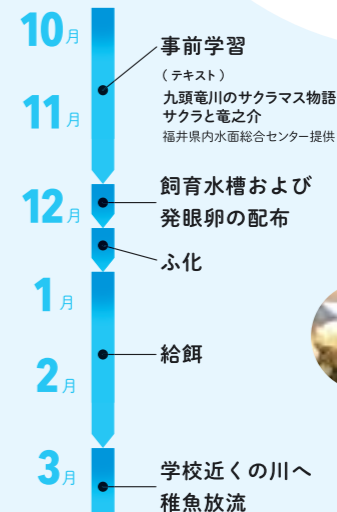 10月
事前学習
(テキスト)
九頭竜川のサクラマス物語
サクラと竜之介
福井県内水面総合センター提供
11月
12月
飼育水槽および
発眼卵の配布
ふ化
1月
給餌
2月
3月
学校近くの川へ
稚魚放流